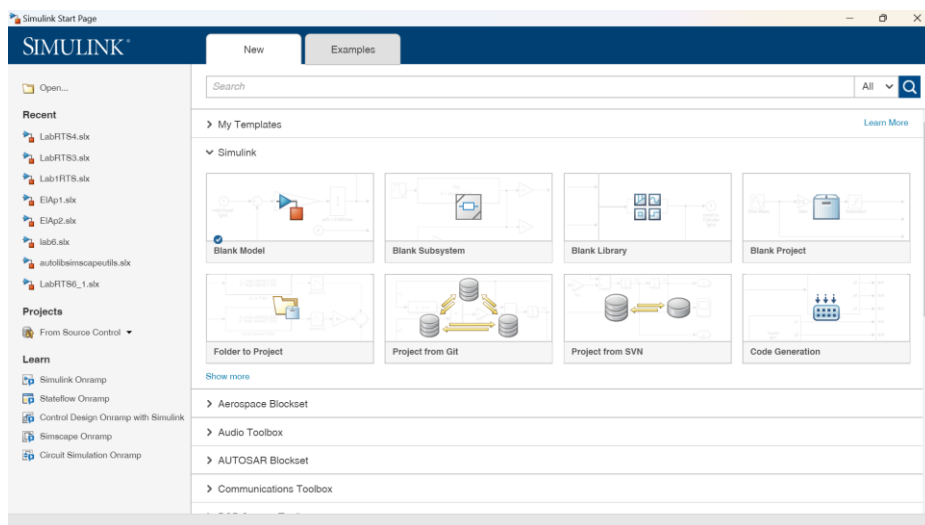 Simulink Start Page
SIMULINK®
New
Examples
Open...
Recent
LabRTS4.slx
LabRTS3.slx
Lab1RTS.slx
ElAp1.slx
ElAp2.slx
lab6.slx
autolibsimscapeutils.slx
LabRTS6_1.slx
Projects
From Source Control
Learn
Simulink Onramp
Stateflow Onramp
Control Design Onramp with Simulink
Simscape Onramp
Circuit Simulation Onramp
Search
All
My Templates
Learn More
Simulink
Blank Model
Blank Subsystem
Blank Library
Blank Project
Folder to Project
Project from Git
Project from SVN
Code Generation
Show more
Aerospace Blockset
Audio Toolbox
AUTOSAR Blockset
Communications Toolbox